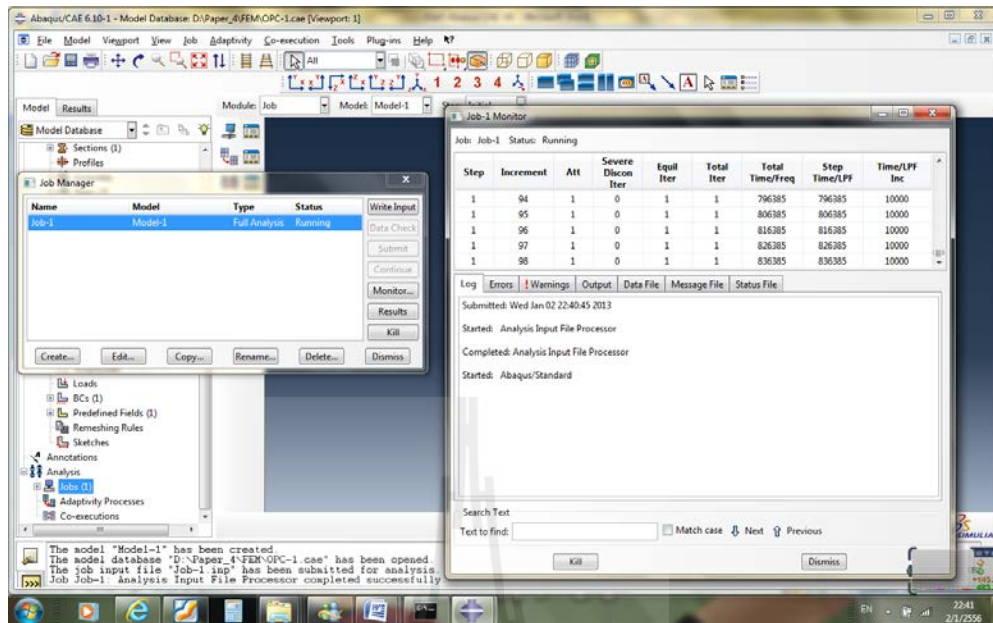 Abaqus/CAE 6.10-1 - Model Database: D:\Paper_4\FEM\OPC-1.cae [Viewport: 1]
File Model Viewport View Job Adaptivity Co-execution Tools Plug-ins Help
All
1 2 3 4
Model Results
Module: Job Model: Model-1
Model Database
Sections (1)
Profiles
Job Manager
Name Model Type Status
Job-1 Model-1 Full Analysis Running
Write Input
Data Check
Submit
Continue
Monitor...
Results
Kill
Create... Edit... Copy... Rename... Delete... Dismiss
Loads
BCs (1)
Predefined Fields (1)
Remeshing Rules
Sketches
Annotations
Analysis
Jobs (1)
Adaptivity Processes
Co-executions
Job-1 Monitor
Job: Job-1 Status: Running
Step Increment Att Severe Discon Iter Equil Iter Total Iter Total Time/Freq Step Time/LPF Time/LPF Inc
1 94 1 0 1 1 796385 796385 10000
1 95 1 0 1 1 806385 806385 10000
1 96 1 0 1 1 816385 816385 10000
1 97 1 0 1 1 826385 826385 10000
1 98 1 0 1 1 836385 836385 10000
Log Errors ! Warnings Output Data File Message File Status File
Submitted: Wed Jan 02 22:40:45 2013
Started: Analysis Input File Processor
Completed: Analysis Input File Processor
Started: Abaqus/Standard
Search Text
Text to find: Match case Next Previous
Kill Dismiss
SIMULIA
The model "Model-1" has been created.
The model database "D:\Paper_4\FEM\OPC-1.cae" has been opened.
The job input file "Job-1.inp" has been submitted for analysis.
Job Job-1: Analysis Input File Processor completed successfully
EN
22:41
2/1/2556